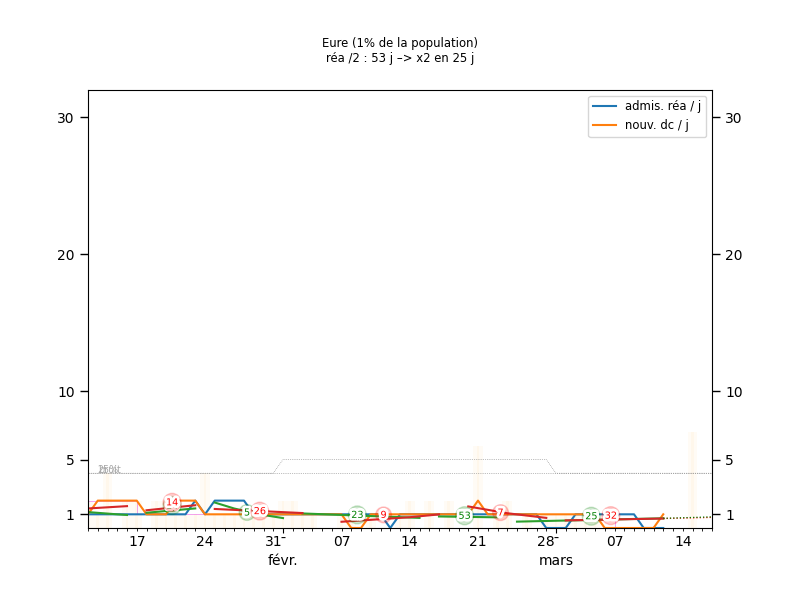 Eure (1% de la population)
réa /2 : 53 j –> x2 en 25 j
admis. réa / j
nouv. dc / j
30 30
20 20
10 10
5 5
1 1
14 5 26 23 9 53 7 25 32
17 24 31- 07 14 21 28- 07 14
févr. mars